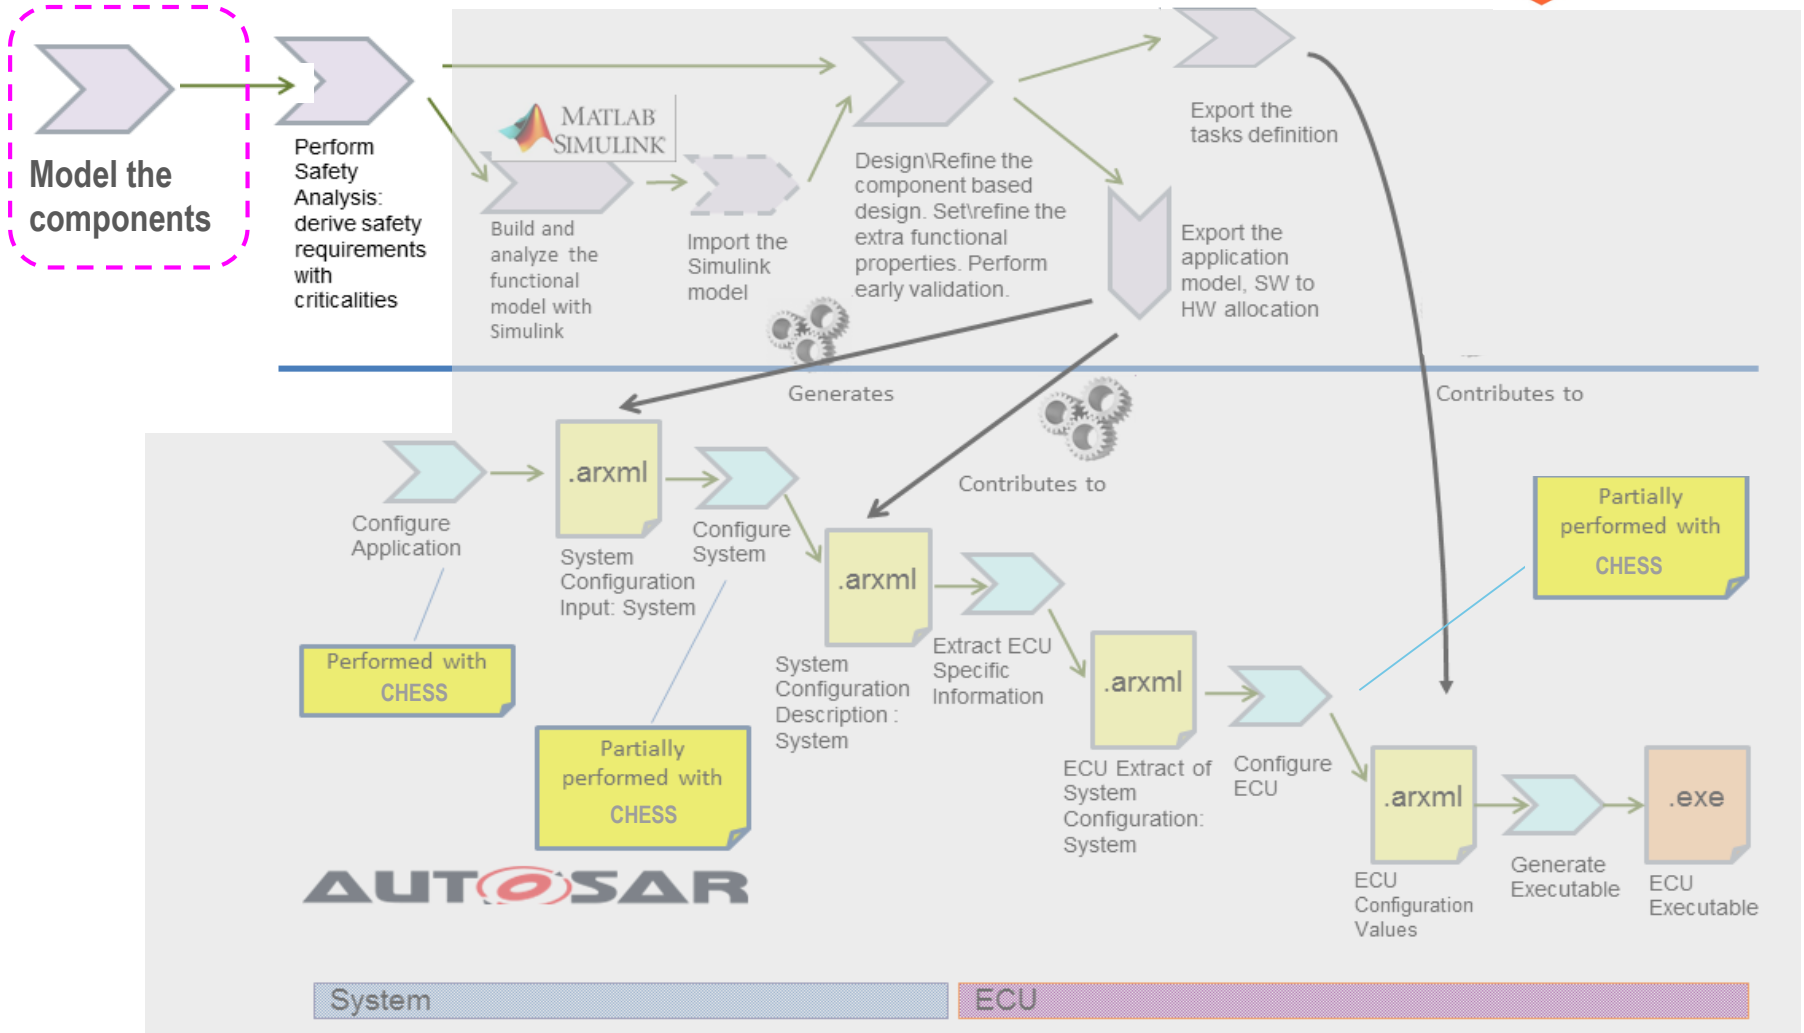 Model the
components
Perform
Safety
Analysis:
derive safety
requirements
with
criticalities
MATLAB
SIMULINK
Build and
analyze the
functional
model with
Simulink
Import the
Simulink
model
Design\Refine the
component based
design. Set\refine the
extra functional
properties. Perform
early validation.
Export the
tasks definition
Export the
application
model, SW to
HW allocation
Generates
Contributes to
Contributes to
Configure
Application
.arxml
System
Configuration
Input: System
Configure
System
.arxml
System
Configuration
Description :
System
Extract ECU
Specific
Information
.arxml
ECU Extract of
System
Configuration:
System
Configure
ECU
.arxml
ECU
Configuration
Values
Generate
Executable
.exe
ECU
Executable
Performed with
CHESS
Partially
performed with
CHESS
Partially
performed with
CHESS
AUTOSAR
System
ECU